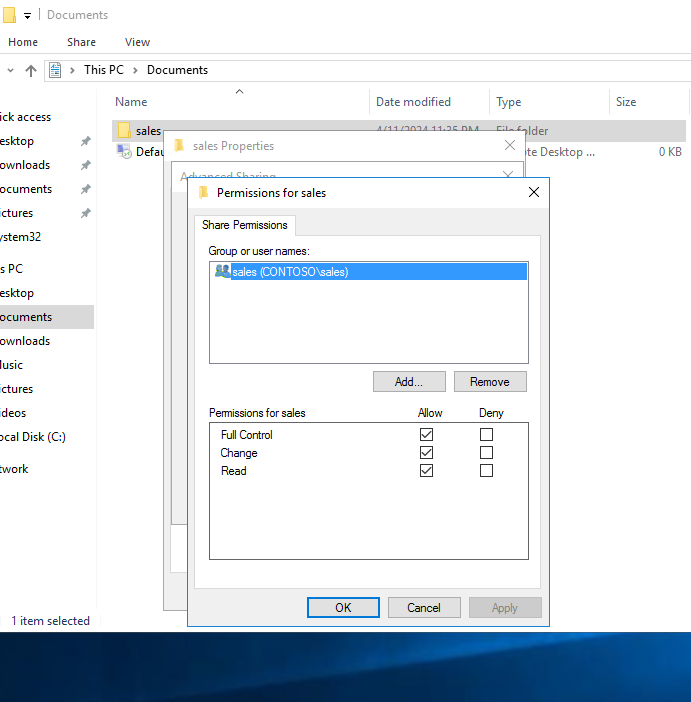 Documents
Home Share View
This PC > Documents
Name Date modified Type Size
ick access
esktop
ownloads
ocuments
ictures
ystem32
s PC
esktop
ocuments
ownloads
lusic
ictures
ideos
ocal Disk (C:)
twork
sales 4/11/2024 11:35 PM File folder
Defau te Desktop ... 0 KB
sales Properties
Advanced Sharing
Permissions for sales
Share Permissions
Group or user names:
sales (CONTOSO\sales)
Add... Remove
Permissions for sales Allow Deny
Full Control
Change
Read
OK Cancel Apply
1 item selected